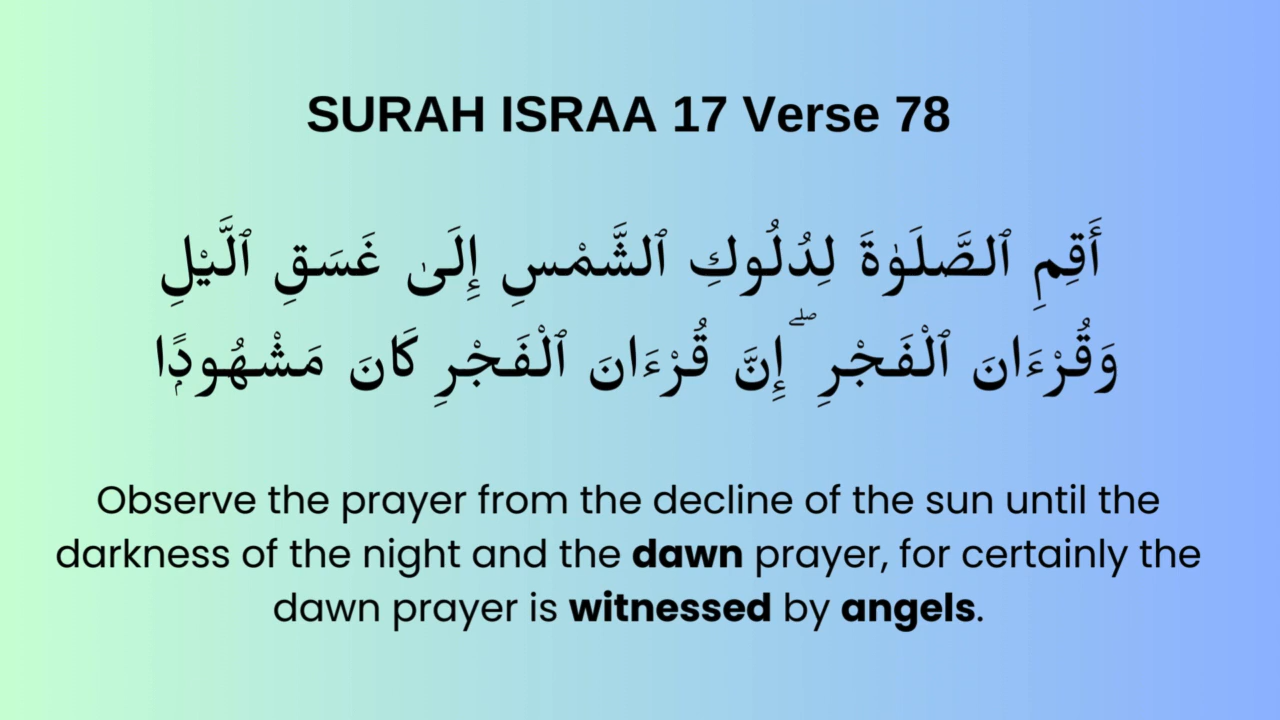 SURAH ISRAA 17 Verse 78
أَقِمِ ٱلصَّلَوٰةَ لِدُلُوكِ ٱلشَّمْسِ إِلَىٰ غَسَقِ ٱلَّيْلِ
وَقُرْءَانَ ٱلْفَجْرِ ۖ إِنَّ قُرْءَانَ ٱلْفَجْرِ كَانَ مَشْهُودًۭا
Observe the prayer from the decline of the sun until the
darkness of the night and the dawn prayer, for certainly the
dawn prayer is witnessed by angels.